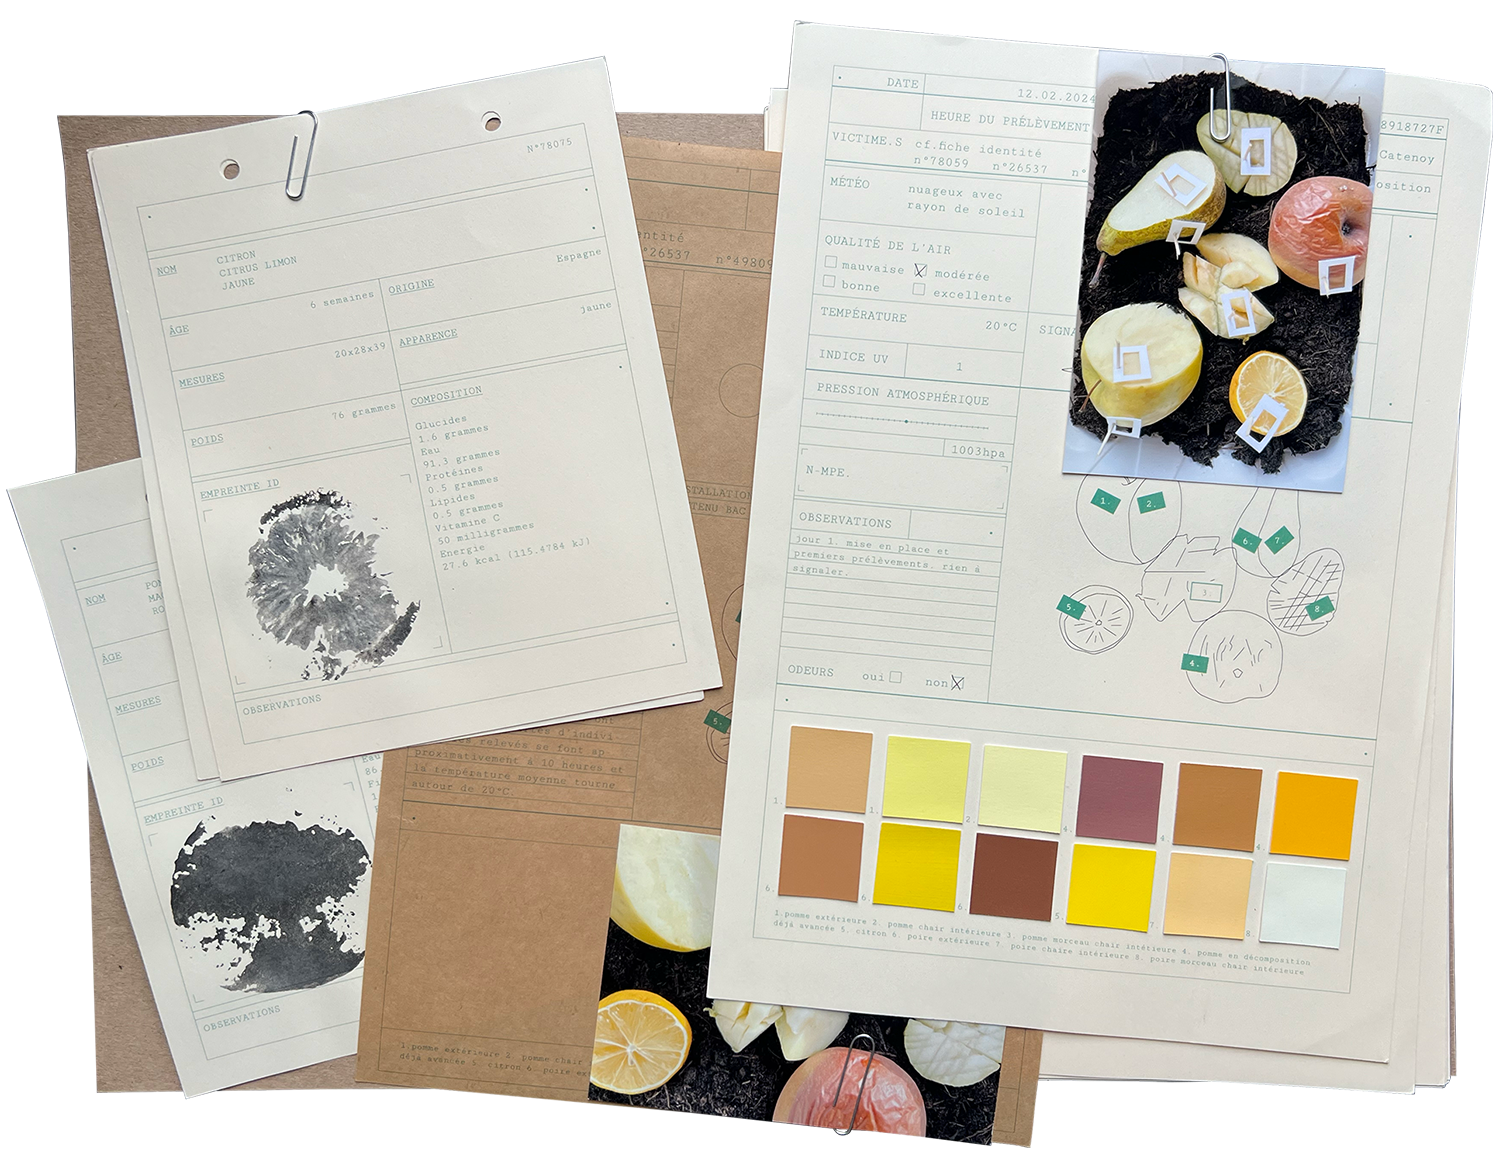 N°78075
NOM
CITRON
CITRUS LIMON
JAUNE
ÂGE
6 semaines
ORIGINE
Espagne
MESURES
20x28x39
APPARENCE
jaune
POIDS
76 grammes
COMPOSITION
Glucides
1.6 grammes
Eau
91.3 grammes
Protéines
0.5 grammes
Lipides
0.5 grammes
Vitamine C
50 milligrammes
Energie
27.6 kcal (115.4784 kJ)
EMPREINTE ID
OBSERVATIONS
NOM
ÂGE
MESURES
POIDS
EMPREINTE ID
OBSERVATIONS
entité
°26537 n°49809
STALLATION
TENU BAC
5.
d'indivi
relevés se font ap-
proximativement à 10 heures et
la température moyenne tourne
autour de 20°C
1.pomme extérieure 2. pomme chair
déjà avancée 5. citron 6. poire ex
DATE
12.02.2024
8918727F
HEURE DU PRÉLÈVEMENT
Catenoy
VICTIME.S cf.fiche identité
n°78059 n°26537 n°
osition
MÉTÉO
nuageux avec
rayon de soleil
QUALITÉ DE L'AIR
mauvaise modérée
bonne excellente
TEMPÉRATURE
20°C
SIGNA
INDICE UV
1
PRESSION ATMOSPHÉRIQUE
1003hpa
N-MPE.
OBSERVATIONS
jour 1. mise en place et
premiers prélèvements. rien à
signaler.
ODEURS oui non
1. 2.
6. 7.
3.
5.
8.
4.
1. 1. 2. 4. 4. 4.
6. 6. 6. 5. 7. 8.
1.pomme extérieure 2. pomme chair intérieure 3. pomme morceau chair intérieure 4. pomme en décomposition
déjà avancée 5. citron 6. poire extérieure 7. poire chaire intérieure 8. poire morceau chair intérieure